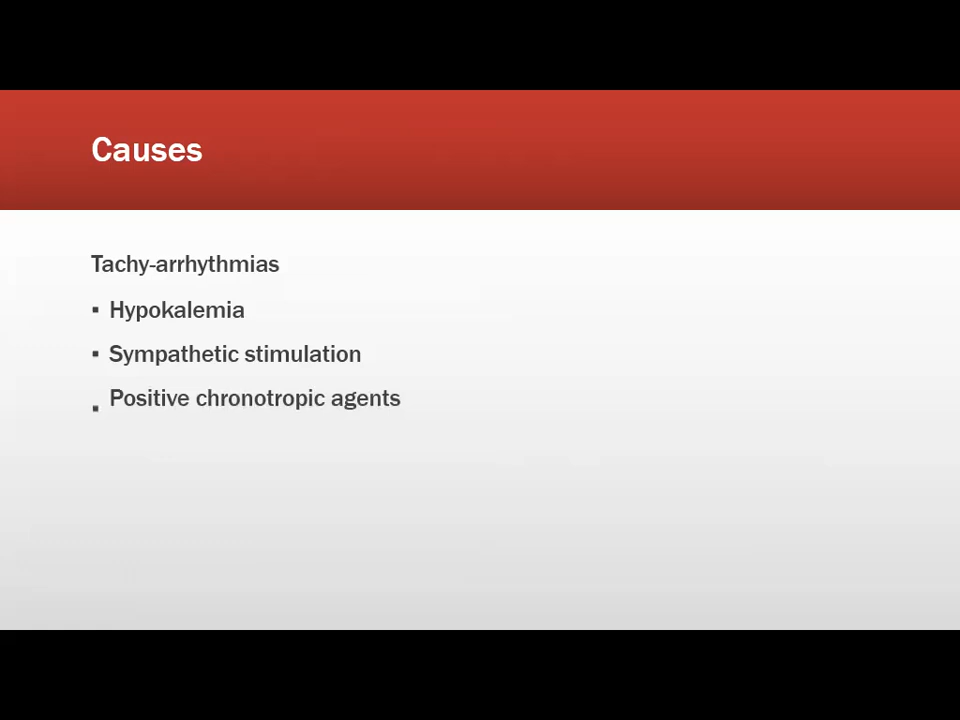 Causes
Tachy-arrhythmias
▪ Hypokalemia
▪ Sympathetic stimulation
▪ Positive chronotropic agents